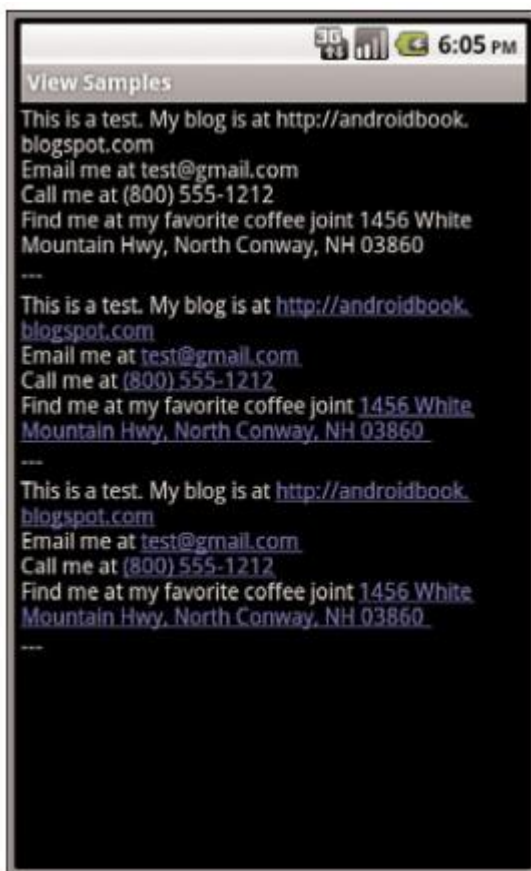 3G 6:05 PM
View Samples
This is a test. My blog is at http://androidbook.
blogspot.com
Email me at test@gmail.com
Call me at (800) 555-1212
Find me at my favorite coffee joint 1456 White
Mountain Hwy, North Conway, NH 03860
---
This is a test. My blog is at http://androidbook.
blogspot.com
Email me at test@gmail.com
Call me at (800) 555-1212
Find me at my favorite coffee joint 1456 White
Mountain Hwy, North Conway, NH 03860
---
This is a test. My blog is at http://androidbook.
blogspot.com
Email me at test@gmail.com
Call me at (800) 555-1212
Find me at my favorite coffee joint 1456 White
Mountain Hwy, North Conway, NH 03860
---